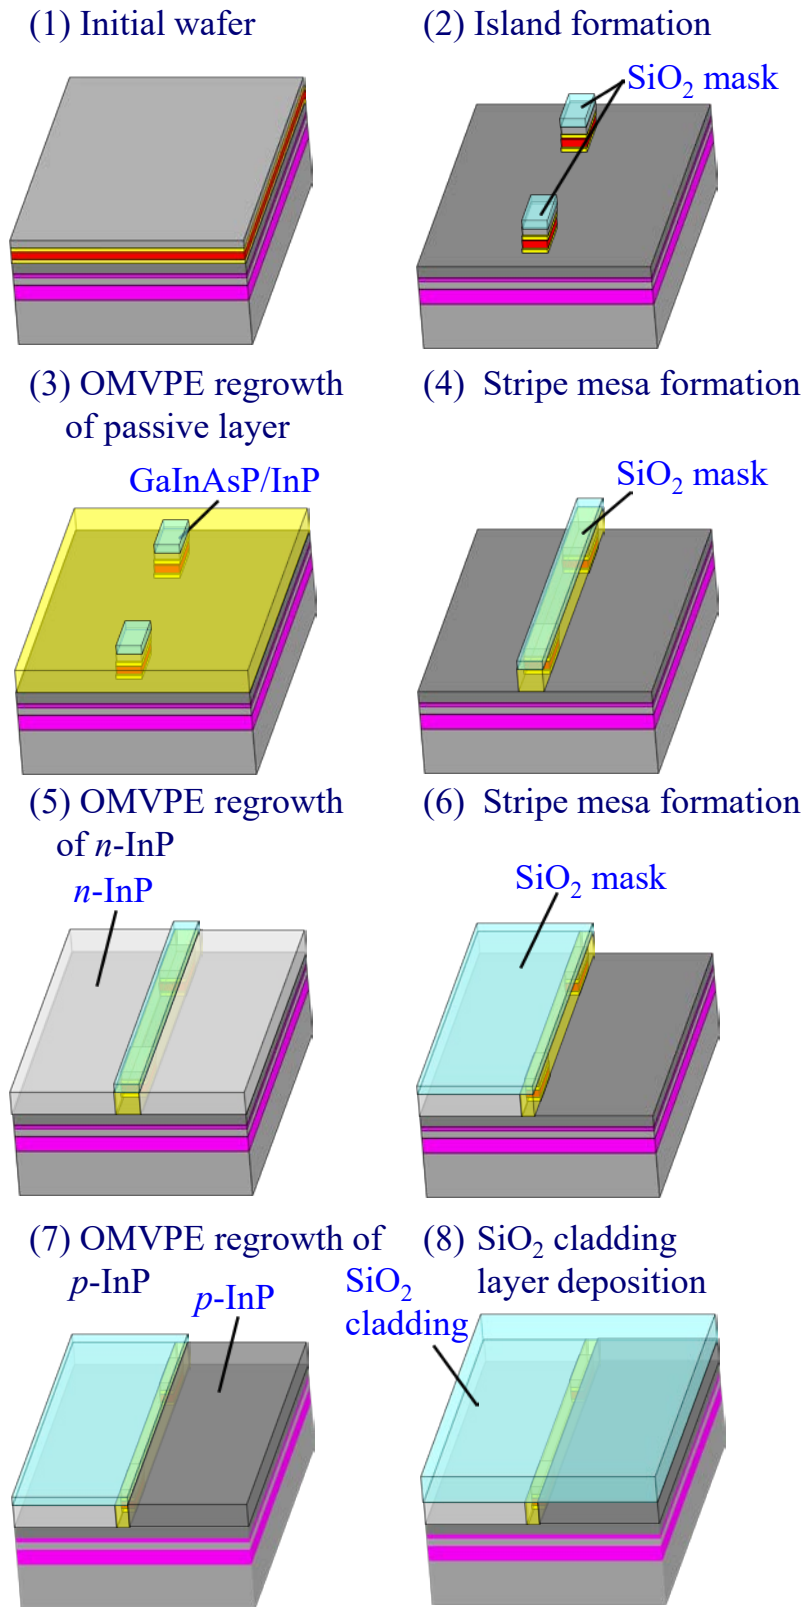 (1) Initial wafer
(2) Island formation
SiO₂ mask
(3) OMVPE regrowth
of passive layer
GaInAsP/InP
(4) Stripe mesa formation
SiO₂ mask
(5) OMVPE regrowth
of n-InP
n-InP
(6) Stripe mesa formation
SiO₂ mask
(7) OMVPE regrowth of
p-InP
p-InP
(8) SiO₂ cladding
layer deposition
SiO₂
cladding